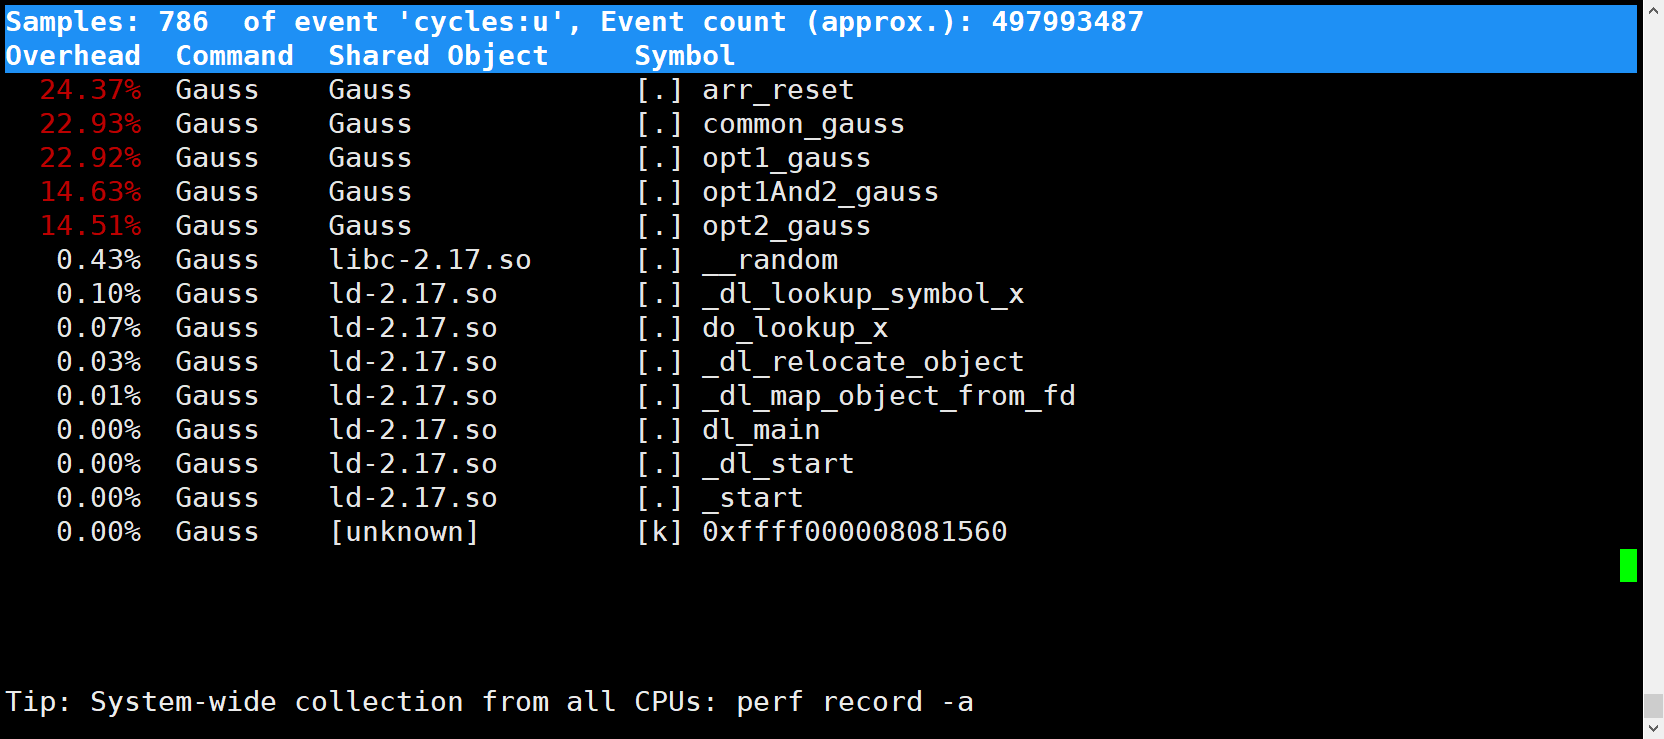 Samples: 786  of event 'cycles:u', Event count (approx.): 497993487
Overhead  Command  Shared Object     Symbol
  24.37%  Gauss    Gauss             [.] arr_reset
  22.93%  Gauss    Gauss             [.] common_gauss
  22.92%  Gauss    Gauss             [.] opt1_gauss
  14.63%  Gauss    Gauss             [.] opt1And2_gauss
  14.51%  Gauss    Gauss             [.] opt2_gauss
   0.43%  Gauss    libc-2.17.so      [.] __random
   0.10%  Gauss    ld-2.17.so        [.] _dl_lookup_symbol_x
   0.07%  Gauss    ld-2.17.so        [.] do_lookup_x
   0.03%  Gauss    ld-2.17.so        [.] _dl_relocate_object
   0.01%  Gauss    ld-2.17.so        [.] _dl_map_object_from_fd
   0.00%  Gauss    ld-2.17.so        [.] dl_main
   0.00%  Gauss    ld-2.17.so        [.] _dl_start
   0.00%  Gauss    ld-2.17.so        [.] _start
   0.00%  Gauss    [unknown]         [k] 0xffff000008081560
Tip: System-wide collection from all CPUs: perf record -a